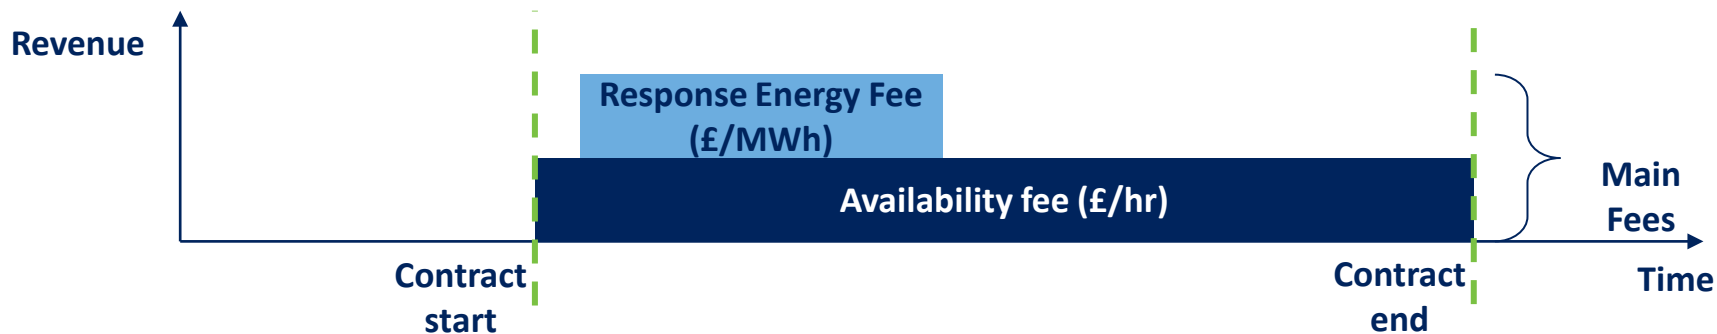 Revenue
Response Energy Fee
(£/MWh)
Availability fee (£/hr)
Main
Fees
Contract
start
Contract
end
Time